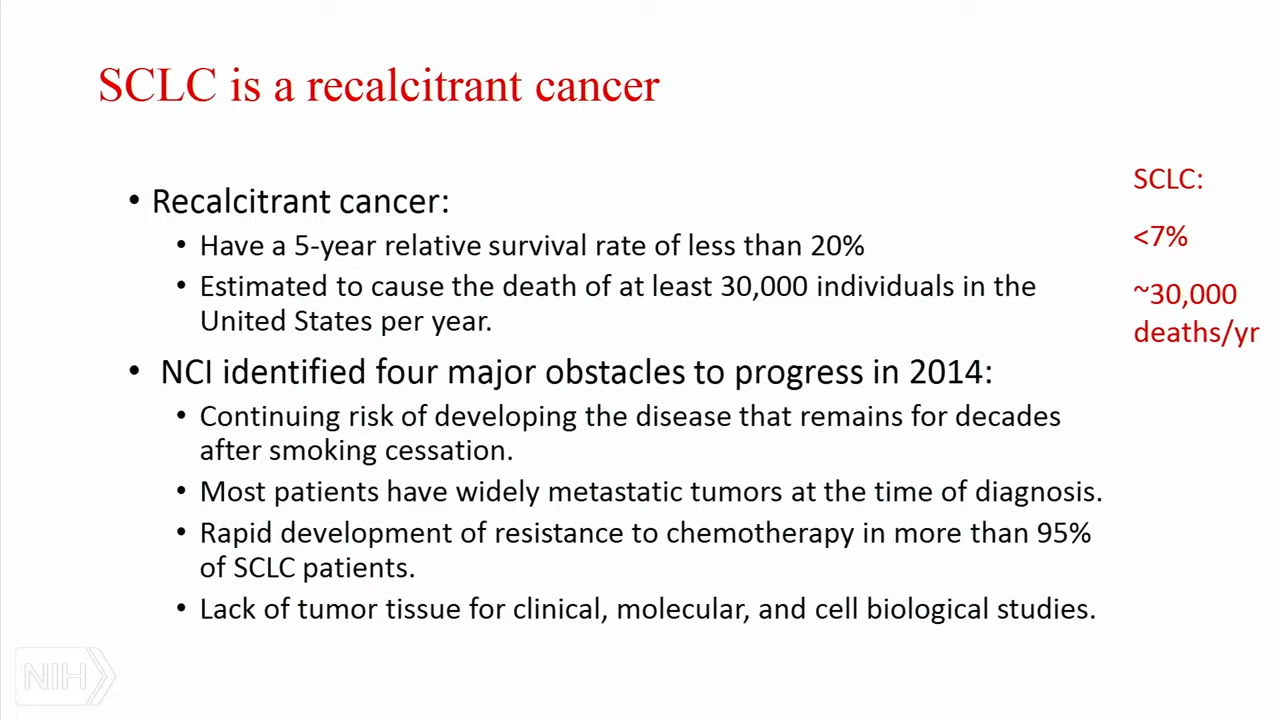 SCLC is a recalcitrant cancer
• Recalcitrant cancer:
• Have a 5-year relative survival rate of less than 20%
• Estimated to cause the death of at least 30,000 individuals in the
United States per year.
• NCI identified four major obstacles to progress in 2014:
• Continuing risk of developing the disease that remains for decades
after smoking cessation.
• Most patients have widely metastatic tumors at the time of diagnosis.
• Rapid development of resistance to chemotherapy in more than 95%
of SCLC patients.
• Lack of tumor tissue for clinical, molecular, and cell biological studies.
SCLC:
<7%
~30,000
deaths/yr
NIH